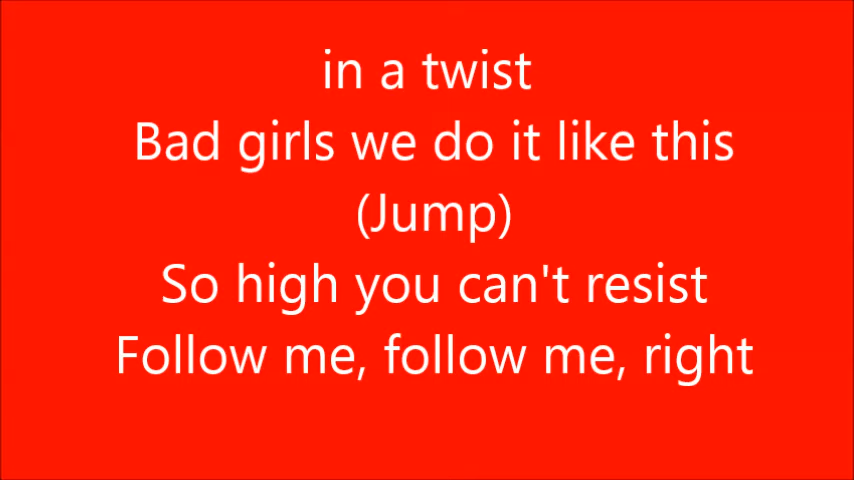 in a twist
Bad girls we do it like this
(Jump)
So high you can't resist
Follow me, follow me, right